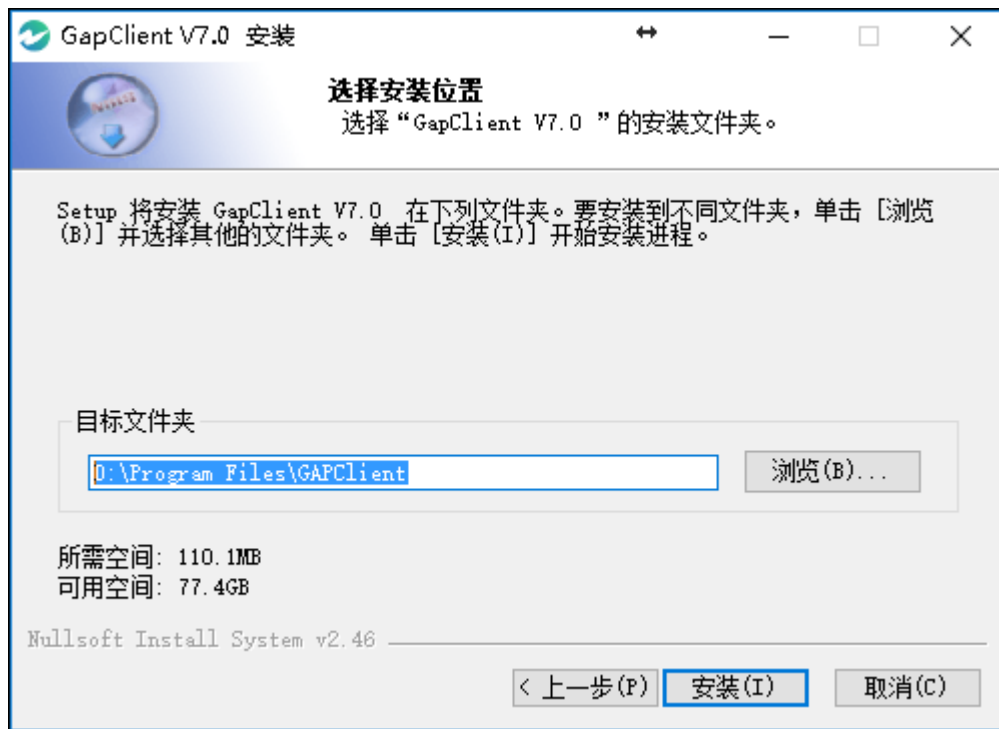 GapClient V7.0 安装
选择安装位置
选择“GapClient V7.0 ”的安装文件夹。
Setup 将安装 GapClient V7.0 在下列文件夹。要安装到不同文件夹，单击 [浏览
(B)] 并选择其他的文件夹。 单击 [安装(I)] 开始安装进程。
目标文件夹
D:\Program Files\GAPClient
浏览(B)...
所需空间: 110.1MB
可用空间: 77.4GB
Nullsoft Install System v2.46
< 上一步(P)
安装(I)
取消(C)